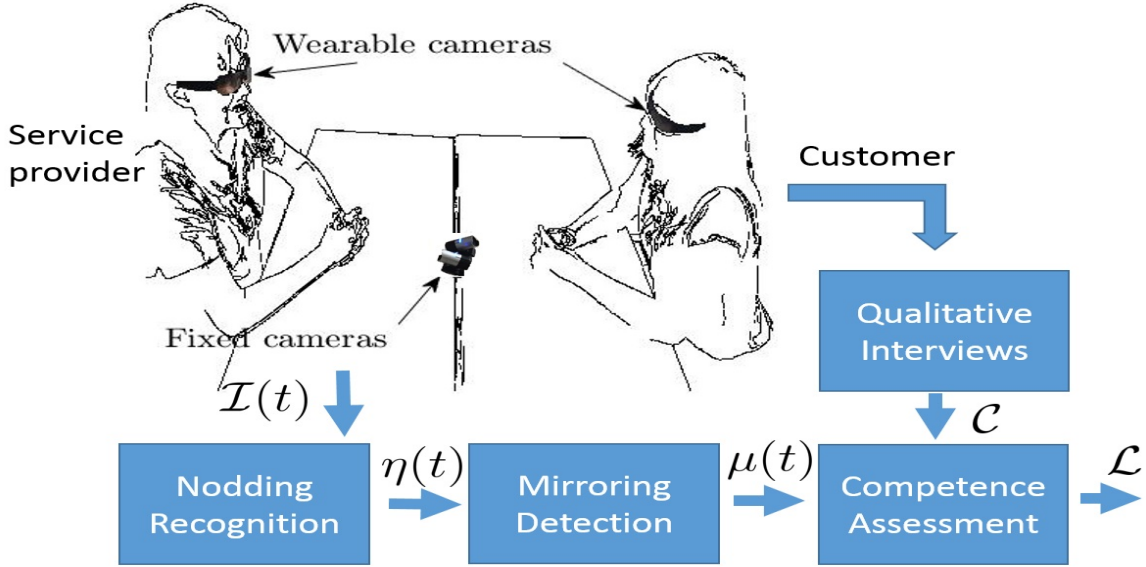 Wearable cameras
Service
provider
Customer
Fixed cameras
Qualitative
Interviews
ℐ(t)
𝒞
Nodding
Recognition
η(t)
Mirroring
Detection
μ(t)
Competence
Assessment
ℒ